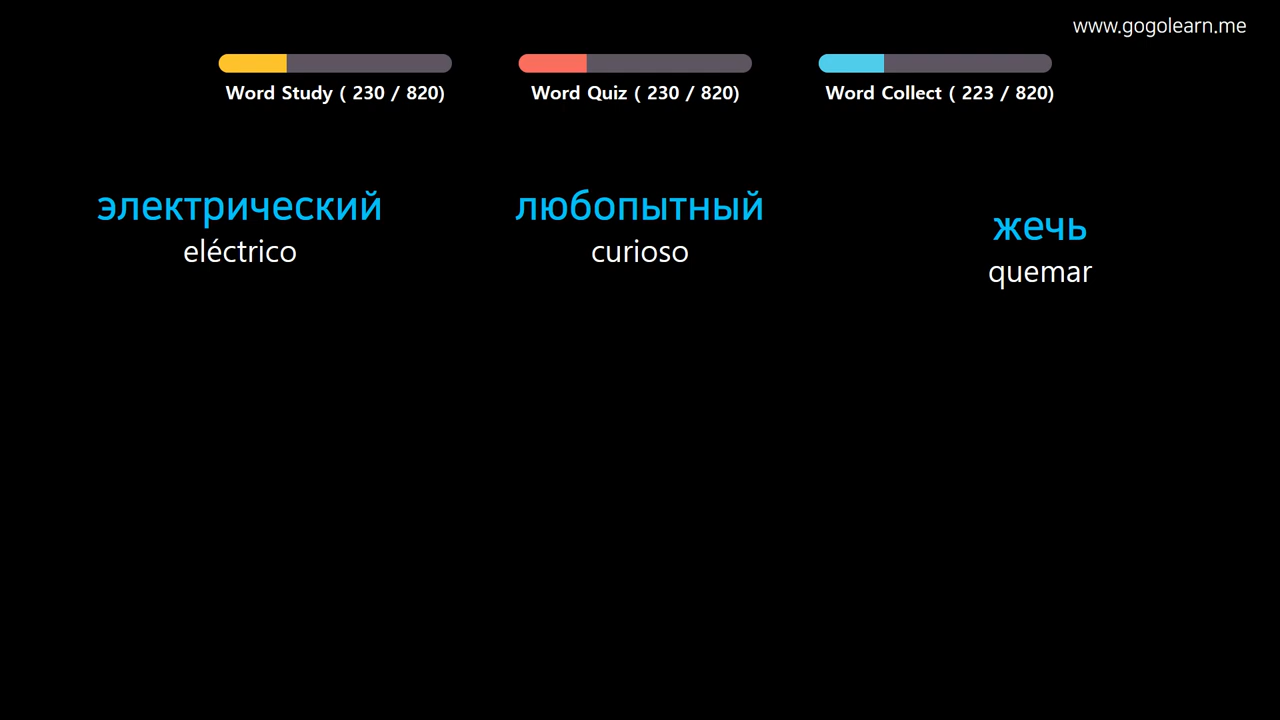 www.gogolearn.me
Word Study ( 230 / 820)
Word Quiz ( 230 / 820)
Word Collect ( 223 / 820)
электрический
eléctrico
любопытный
curioso
жечь
quemar